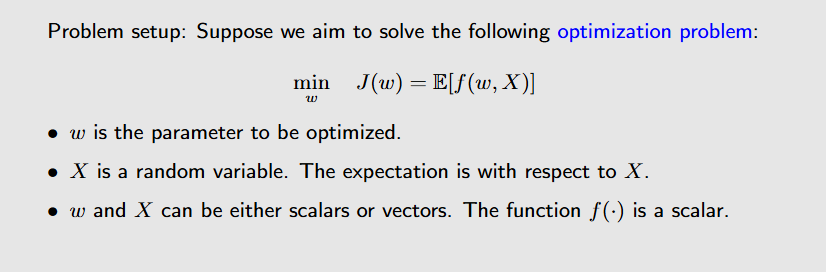 Problem setup: Suppose we aim to solve the following optimization problem:
min_w J(w) = 𝔼[f(w, X)]
• w is the parameter to be optimized.
• X is a random variable. The expectation is with respect to X.
• w and X can be either scalars or vectors. The function f(·) is a scalar.